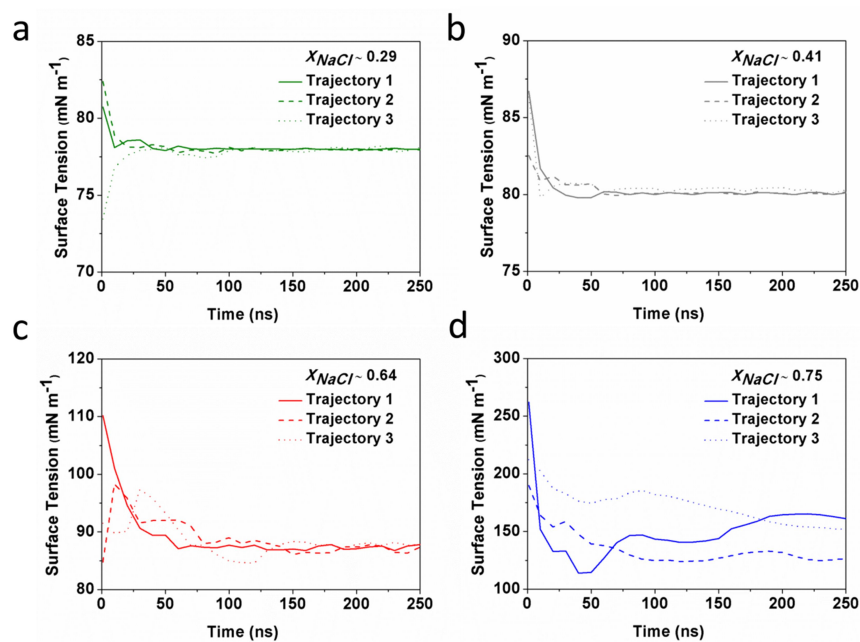 a
X_NaCl ~ 0.29
Trajectory 1
Trajectory 2
Trajectory 3
Surface Tension (mN m⁻¹)
85
80
75
70
0
50
100
150
200
250
Time (ns)
b
X_NaCl ~ 0.41
Trajectory 1
Trajectory 2
Trajectory 3
Surface Tension (mN m⁻¹)
90
85
80
75
0
50
100
150
200
250
Time (ns)
c
X_NaCl ~ 0.64
Trajectory 1
Trajectory 2
Trajectory 3
Surface Tension (mN m⁻¹)
120
110
100
90
80
0
50
100
150
200
250
Time (ns)
d
X_NaCl ~ 0.75
Trajectory 1
Trajectory 2
Trajectory 3
Surface Tension (mN m⁻¹)
300
250
200
150
100
0
50
100
150
200
250
Time (ns)